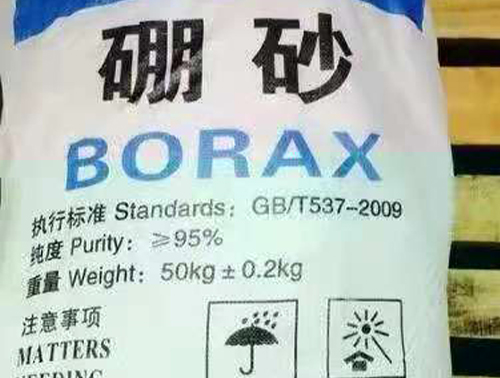 硼砂
BORAX
执行标准 Standards: GB/T537-2009
纯度 Purity: ≥95%
重量 Weight: 50kg±0.2kg
注意事项
MATTERS